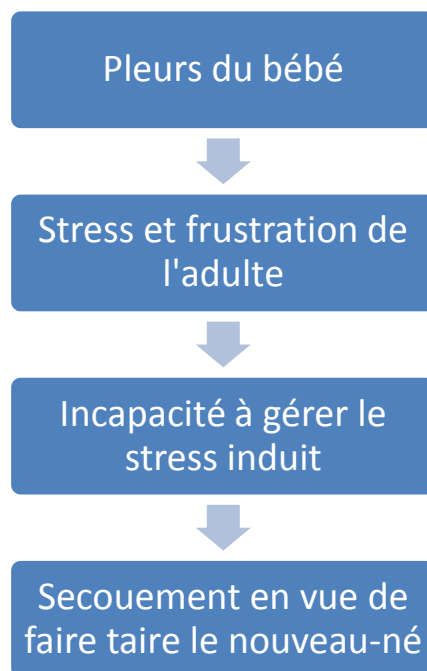 Pleurs du bébé
Stress et frustration de
l'adulte
Incapacité à gérer le
stress induit
Secouement en vue de
faire taire le nouveau-né